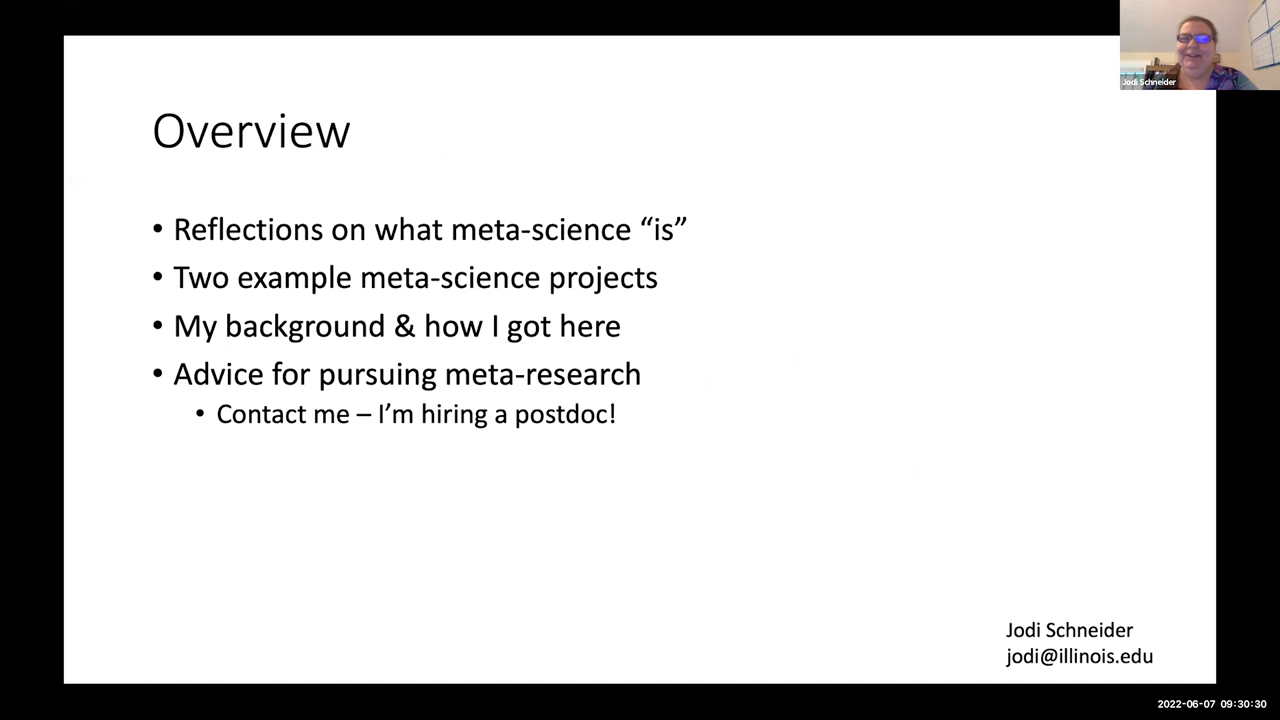 Jodi Schneider
Overview
• Reflections on what meta-science “is”
• Two example meta-science projects
• My background & how I got here
• Advice for pursuing meta-research
• Contact me – I’m hiring a postdoc!
Jodi Schneider
jodi@illinois.edu
2022-06-07 09:30:30